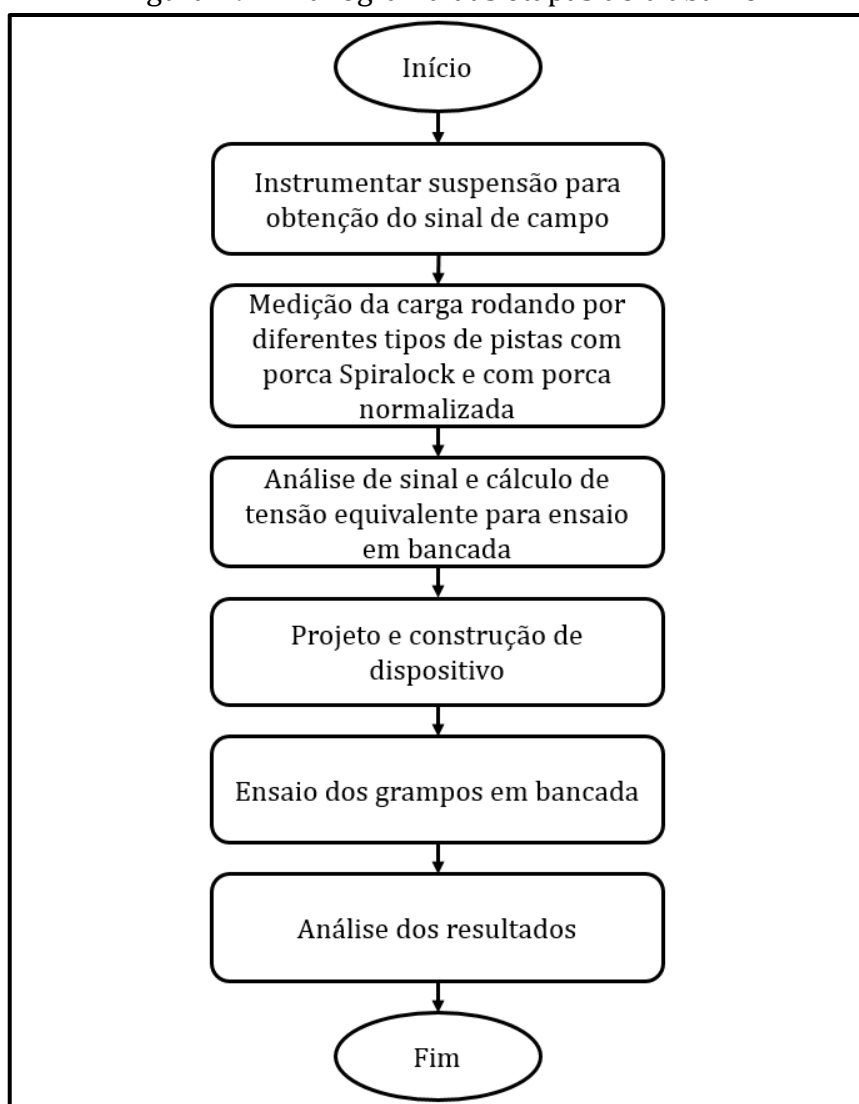 Início
Instrumentar suspensão para
obtenção do sinal de campo
Medição da carga rodando por
diferentes tipos de pistas com
porca Spiralock e com porca
normalizada
Análise de sinal e cálculo de
tensão equivalente para ensaio
em bancada
Projeto e construção de
dispositivo
Ensaio dos grampos em bancada
Análise dos resultados
Fim